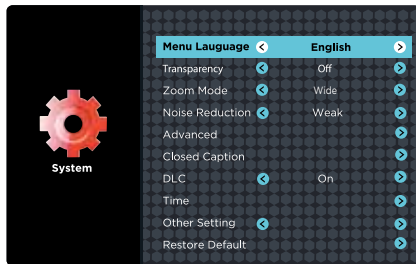 Menu Lauguage < English >
Transparency < Off >
Zoom Mode < Wide >
Noise Reduction < Weak >
Advanced >
Closed Caption >
System
DLC < On >
Time >
Other Setting < >
Restore Default >